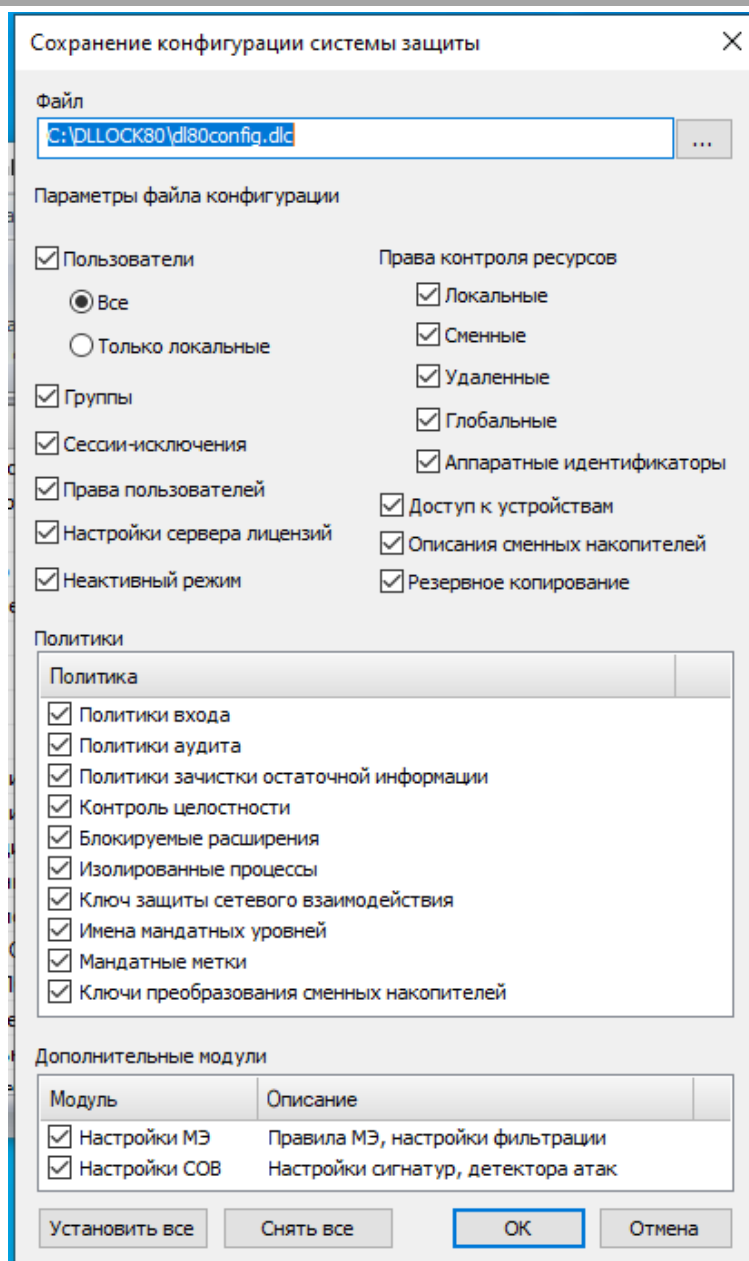 Сохранение конфигурации системы защиты
Файл
C:\DLLOCK80\dl80config.dlc
...
Параметры файла конфигурации
Пользователи
Все
Только локальные
Группы
Сессии-исключения
Права пользователей
Настройки сервера лицензий
Неактивный режим
Права контроля ресурсов
Локальные
Сменные
Удаленные
Глобальные
Аппаратные идентификаторы
Доступ к устройствам
Описания сменных накопителей
Резервное копирование
Политики
Политика
Политики входа
Политики аудита
Политики зачистки остаточной информации
Контроль целостности
Блокируемые расширения
Изолированные процессы
Ключ защиты сетевого взаимодействия
Имена мандатных уровней
Мандатные метки
Ключи преобразования сменных накопителей
Дополнительные модули
Модуль Описание
Настройки МЭ Правила МЭ, настройки фильтрации
Настройки СОВ Настройки сигнатур, детектора атак
Установить все Снять все ОК Отмена